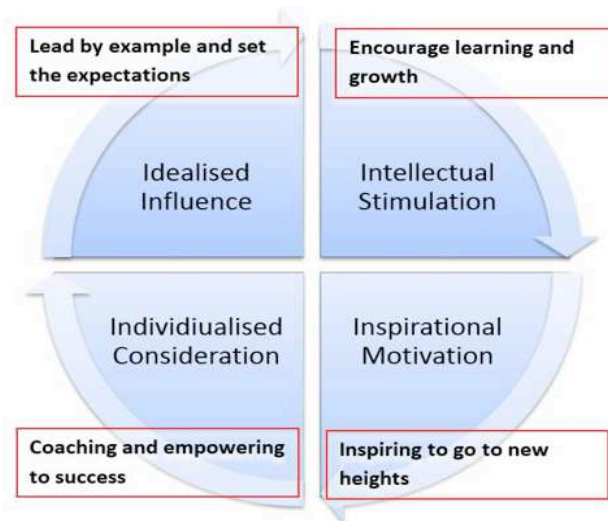 Lead by example and set
the expectations
Encourage learning and
growth
Idealised
Influence
Intellectual
Stimulation
Individiualised
Consideration
Inspirational
Motivation
Coaching and empowering
to success
Inspiring to go to new
heights